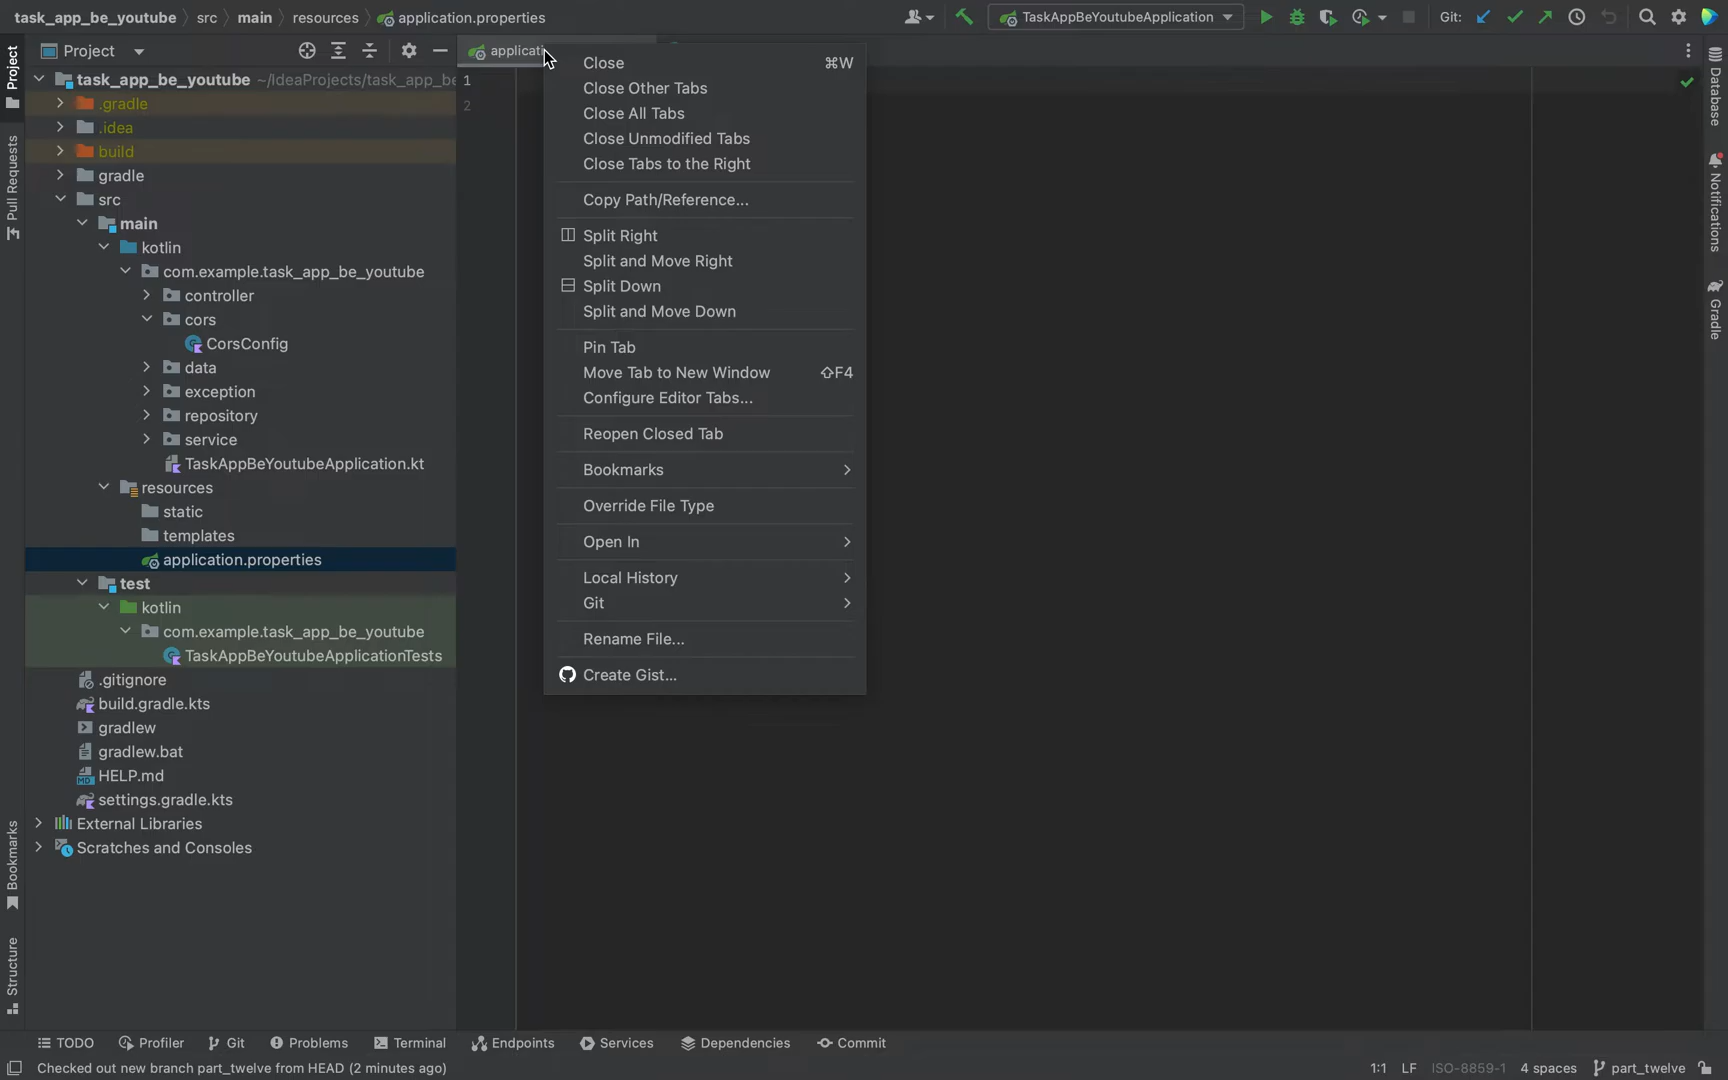 task_app_be_youtube src main resources application.properties TaskAppBeYoutubeApplication Git:
Project
applicati
task_app_be_youtube ~/IdeaProjects/task_app_be
.gradle
.idea
build
gradle
src
main
kotlin
com.example.task_app_be_youtube
controller
cors
CorsConfig
data
exception
repository
service
TaskAppBeYoutubeApplication.kt
resources
static
templates
application.properties
test
kotlin
com.example.task_app_be_youtube
TaskAppBeYoutubeApplicationTests
.gitignore
build.gradle.kts
gradlew
gradlew.bat
HELP.md
settings.gradle.kts
External Libraries
Scratches and Consoles
1
2
Close ⌘W
Close Other Tabs
Close All Tabs
Close Unmodified Tabs
Close Tabs to the Right
Copy Path/Reference...
Split Right
Split and Move Right
Split Down
Split and Move Down
Pin Tab
Move Tab to New Window ⇧F4
Configure Editor Tabs...
Reopen Closed Tab
Bookmarks
Override File Type
Open In
Local History
Git
Rename File...
Create Gist...
Project
Pull Requests
Bookmarks
Structure
Database
Notifications
Gradle
TODO Profiler Git Problems Terminal Endpoints Services Dependencies Commit
Checked out new branch part_twelve from HEAD (2 minutes ago) 1:1 LF ISO-8859-1 4 spaces part_twelve